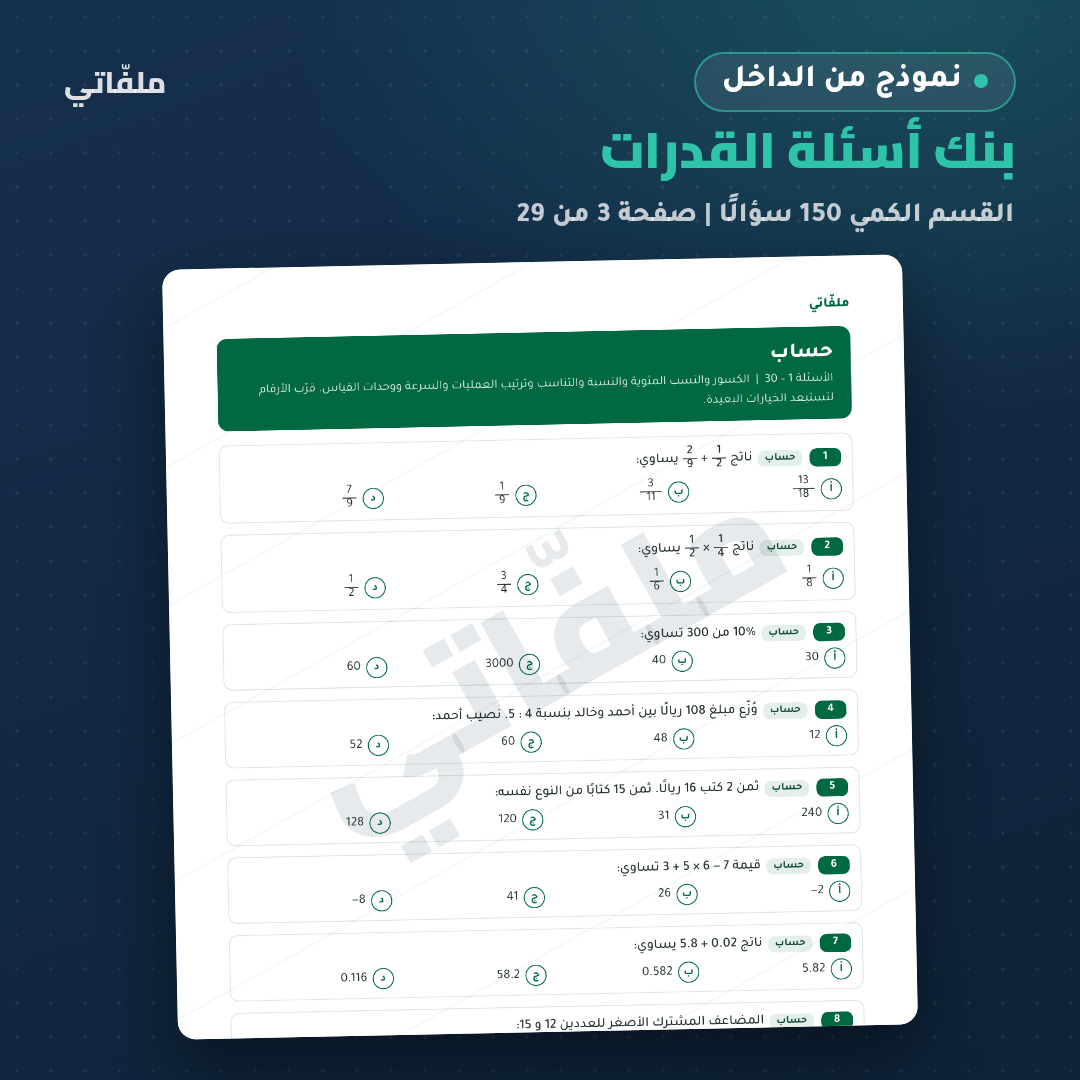 ملفّاتي
نموذج من الداخل
بنك أسئلة القدرات
القسم الكمي 150 سؤالًا | صفحة 3 من 29
ملفّاتي
حساب
الأسئلة 1 - 30 | الكسور والنسب المئوية والنسبة والتناسب وترتيب العمليات والسرعة ووحدات القياس. قرّب الأرقام
لتستبعد الخيارات البعيدة.
1 حساب ناتج 1/2 + 2/9 يساوي:
أ 13/18 ب 3/11 ج 1/9 د 7/9
2 حساب ناتج 1/4 × 1/2 يساوي:
أ 1/8 ب 1/6 ج 3/4 د 1/2
3 حساب 10% من 300 تساوي:
أ 30 ب 40 ج 3000 د 60
4 حساب وُزّع مبلغ 108 ريالًا بين أحمد وخالد بنسبة 4 : 5. نصيب أحمد:
أ 12 ب 48 ج 60 د 52
5 حساب ثمن 2 كتب 16 ريالًا. ثمن 15 كتابًا من النوع نفسه:
أ 240 ب 31 ج 120 د 128
6 حساب قيمة 7 − 6 × 5 + 3 تساوي:
أ −2 ب 26 ج 41 د −8
7 حساب ناتج 0.02 + 5.8 يساوي:
أ 5.82 ب 0.582 ج 58.2 د 0.116
8 حساب المضاعف المشترك الأصغر للعددين 12 و 15:
ملفّاتي